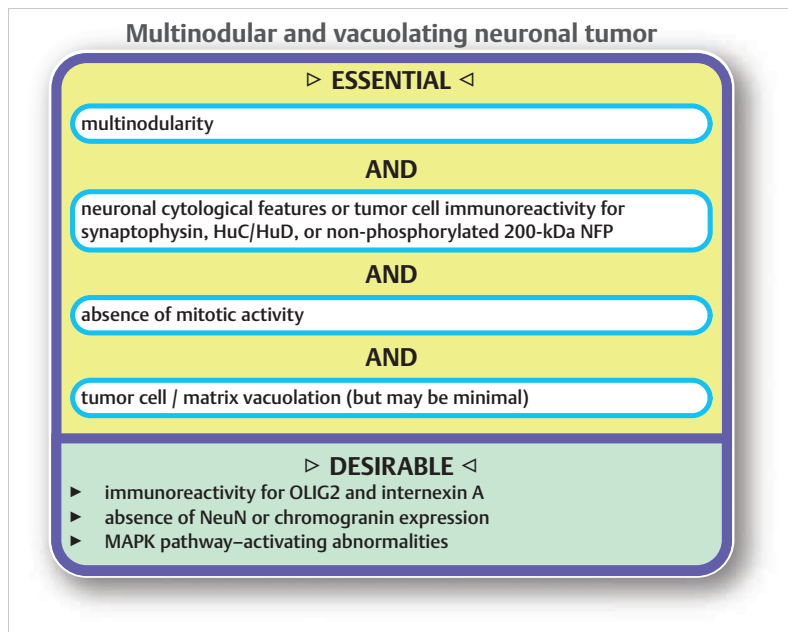 Multinodular and vacuolating neuronal tumor
▷ ESSENTIAL ◁
multinodularity
AND
neuronal cytological features or tumor cell immunoreactivity for
synaptophysin, HuC/HuD, or non-phosphorylated 200-kDa NFP
AND
absence of mitotic activity
AND
tumor cell / matrix vacuolation (but may be minimal)
▷ DESIRABLE ◁
► immunoreactivity for OLIG2 and internexin A
► absence of NeuN or chromogranin expression
► MAPK pathway–activating abnormalities